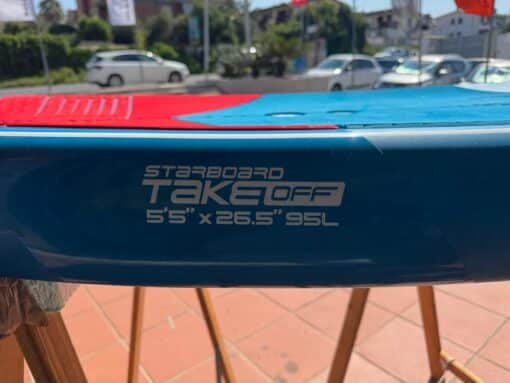 STARBOARD
TAKEOFF
5'5" x 26.5" 95L